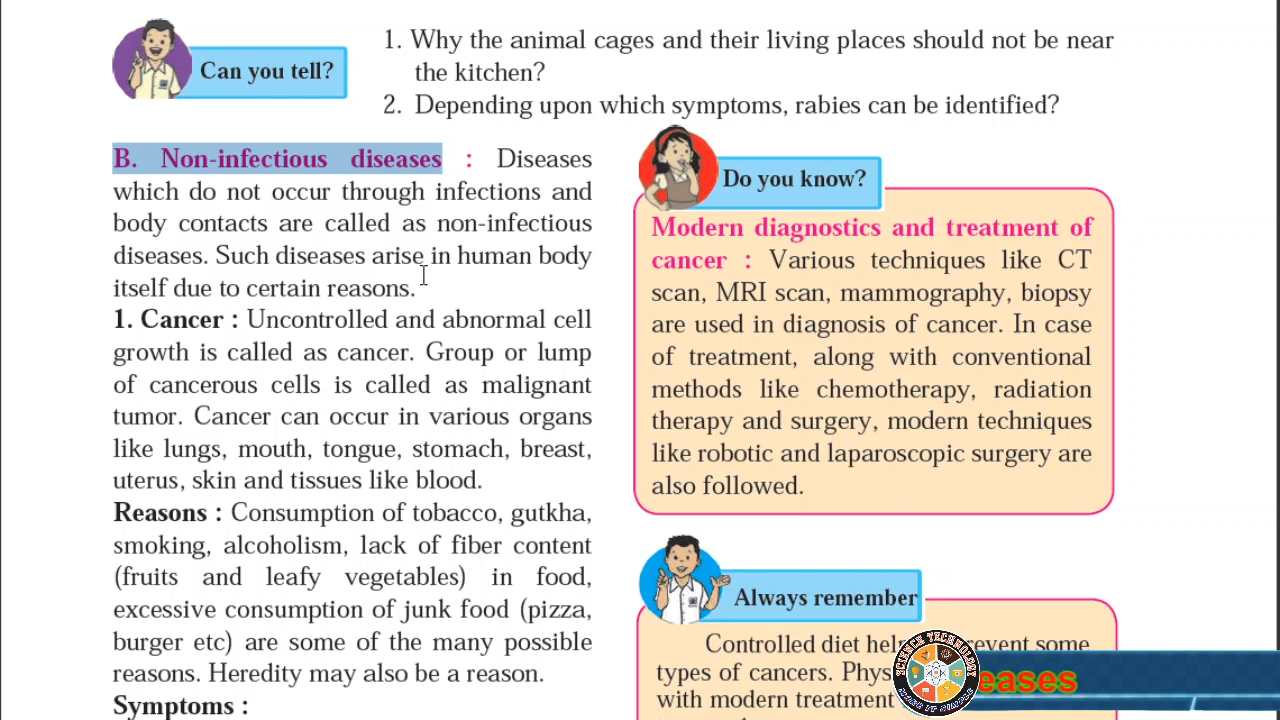 Can you tell?
1. Why the animal cages and their living places should not be near
the kitchen?
2. Depending upon which symptoms, rabies can be identified?
B. Non-infectious diseases : Diseases
which do not occur through infections and
body contacts are called as non-infectious
diseases. Such diseases arise in human body
itself due to certain reasons.
1. Cancer : Uncontrolled and abnormal cell
growth is called as cancer. Group or lump
of cancerous cells is called as malignant
tumor. Cancer can occur in various organs
like lungs, mouth, tongue, stomach, breast,
uterus, skin and tissues like blood.
Reasons : Consumption of tobacco, gutkha,
smoking, alcoholism, lack of fiber content
(fruits and leafy vegetables) in food,
excessive consumption of junk food (pizza,
burger etc) are some of the many possible
reasons. Heredity may also be a reason.
Symptoms :
Do you know?
Modern diagnostics and treatment of
cancer : Various techniques like CT
scan, MRI scan, mammography, biopsy
are used in diagnosis of cancer. In case
of treatment, along with conventional
methods like chemotherapy, radiation
therapy and surgery, modern techniques
like robotic and laparoscopic surgery are
also followed.
Always remember
Controlled diet some
types of cancers.
with modern treatment
SCIENCE TECHNOLOGY